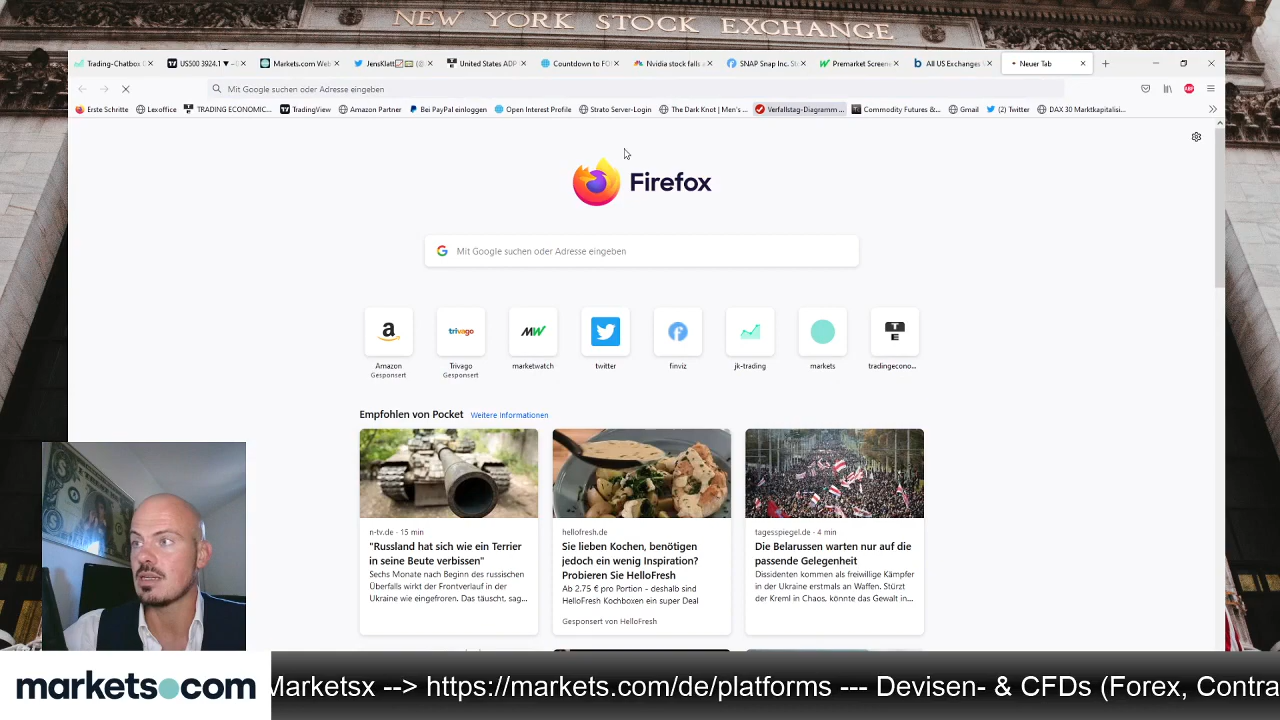 NEW YORK STOCK EXCHANGE
Trading-Chatbox
US500 3924.1 ▼
Markets.com Web
JensKlatt
United States ADP
Countdown to FO
Nvidia stock falls
SNAP Snap Inc. St
Premarket Screene
All US Exchanges
Neuer Tab
Mit Google suchen oder Adresse eingeben
Erste Schritte
Lexoffice
TRADING ECONOMIC...
TradingView
Amazon Partner
Bei PayPal einloggen
Open Interest Profile
Strato Server-Login
The Dark Knot | Men's ...
Verfallstag-Diagramm ...
Commodity Futures &...
Gmail
(2) Twitter
DAX 30 Marktkapitalisi...
Firefox
Mit Google suchen oder Adresse eingeben
a
trivago
MW
T
E
Amazon
Gesponsert
Trivago
Gesponsert
marketwatch
twitter
finviz
jk-trading
markets
tradingecono...
Empfohlen von Pocket Weitere Informationen
n-tv.de · 15 min
"Russland hat sich wie ein Terrier
in seine Beute verbissen"
Sechs Monate nach Beginn des russischen
Überfalls wirkt der Frontverlauf in der
Ukraine wie eingefroren. Das täuscht, sag...
hellofresh.de
Sie lieben Kochen, benötigen
jedoch ein wenig Inspiration?
Probieren Sie HelloFresh
Ab 2.75 € pro Portion - deshalb sind
HelloFresh Kochboxen ein super Deal
Gesponsert von HelloFresh
tagesspiegel.de · 4 min
Die Belarussen warten nur auf die
passende Gelegenheit
Dissidenten kommen als freiwillige Kämpfer
in der Ukraine erstmals an Waffen. Stürzt
der Kreml in Chaos, könnte das Gewalt in...
markets.com
Marketsx --> https://markets.com/de/platforms --- Devisen- & CFDs (Forex, Contra